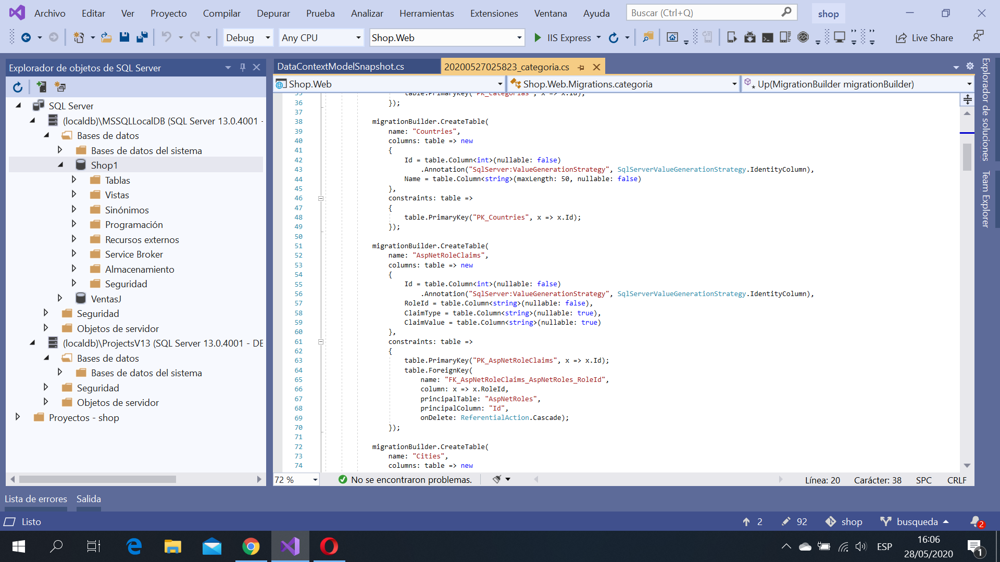 Archivo Editar Ver Proyecto Compilar Depurar Prueba Analizar Herramientas Extensiones Ventana Ayuda Buscar (Ctrl+Q) shop
Debug Any CPU Shop.Web IIS Express Live Share
Explorador de objetos de SQL Server
DataContextModelSnapshot.cs 20200527025823_categoria.cs
Shop.Web Shop.Web.Migrations.categoria Up(MigrationBuilder migrationBuilder)
SQL Server
(localdb)\MSSQLLocalDB (SQL Server 13.0.4001 -
Bases de datos
Bases de datos del sistema
Shop1
Tablas
Vistas
Sinónimos
Programación
Recursos externos
Service Broker
Almacenamiento
Seguridad
VentasJ
Seguridad
Objetos de servidor
(localdb)\ProjectsV13 (SQL Server 13.0.4001 - DE
Bases de datos
Bases de datos del sistema
Seguridad
Objetos de servidor
Proyectos - shop
35 table.PrimaryKey("PK_Categorias", x => x.Id);
36 });
37
38 migrationBuilder.CreateTable(
39 name: "Countries",
40 columns: table => new
41 {
42 Id = table.Column<int>(nullable: false)
43 .Annotation("SqlServer:ValueGenerationStrategy", SqlServerValueGenerationStrategy.IdentityColumn),
44 Name = table.Column<string>(maxLength: 50, nullable: false)
45 },
46 constraints: table =>
47 {
48 table.PrimaryKey("PK_Countries", x => x.Id);
49 });
50
51 migrationBuilder.CreateTable(
52 name: "AspNetRoleClaims",
53 columns: table => new
54 {
55 Id = table.Column<int>(nullable: false)
56 .Annotation("SqlServer:ValueGenerationStrategy", SqlServerValueGenerationStrategy.IdentityColumn),
57 RoleId = table.Column<string>(nullable: false),
58 ClaimType = table.Column<string>(nullable: true),
59 ClaimValue = table.Column<string>(nullable: true)
60 },
61 constraints: table =>
62 {
63 table.PrimaryKey("PK_AspNetRoleClaims", x => x.Id);
64 table.ForeignKey(
65 name: "FK_AspNetRoleClaims_AspNetRoles_RoleId",
66 column: x => x.RoleId,
67 principalTable: "AspNetRoles",
68 principalColumn: "Id",
69 onDelete: ReferentialAction.Cascade);
70 });
71
72 migrationBuilder.CreateTable(
73 name: "Cities",
74 columns: table => new
72 % No se encontraron problemas. Línea: 20 Carácter: 38 SPC CRLF
Explorador de soluciones
Team Explorer
Lista de errores Salida
Listo 2 92 shop busqueda 2
ESP 16:06
28/05/2020 1